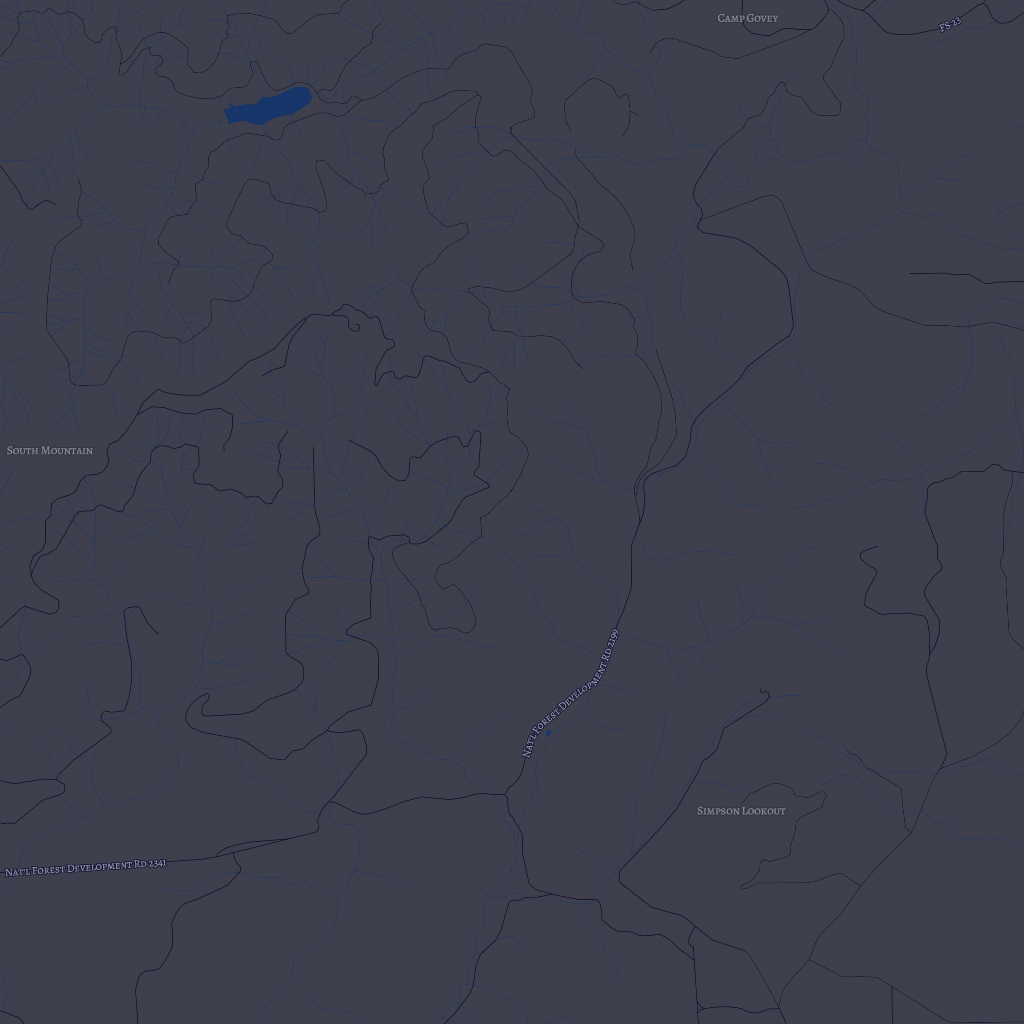 Camp Govey
FS 23
South Mountain
Nat'l Forest Development Rd 2199
Simpson Lookout
Nat'l Forest Development Rd 2341